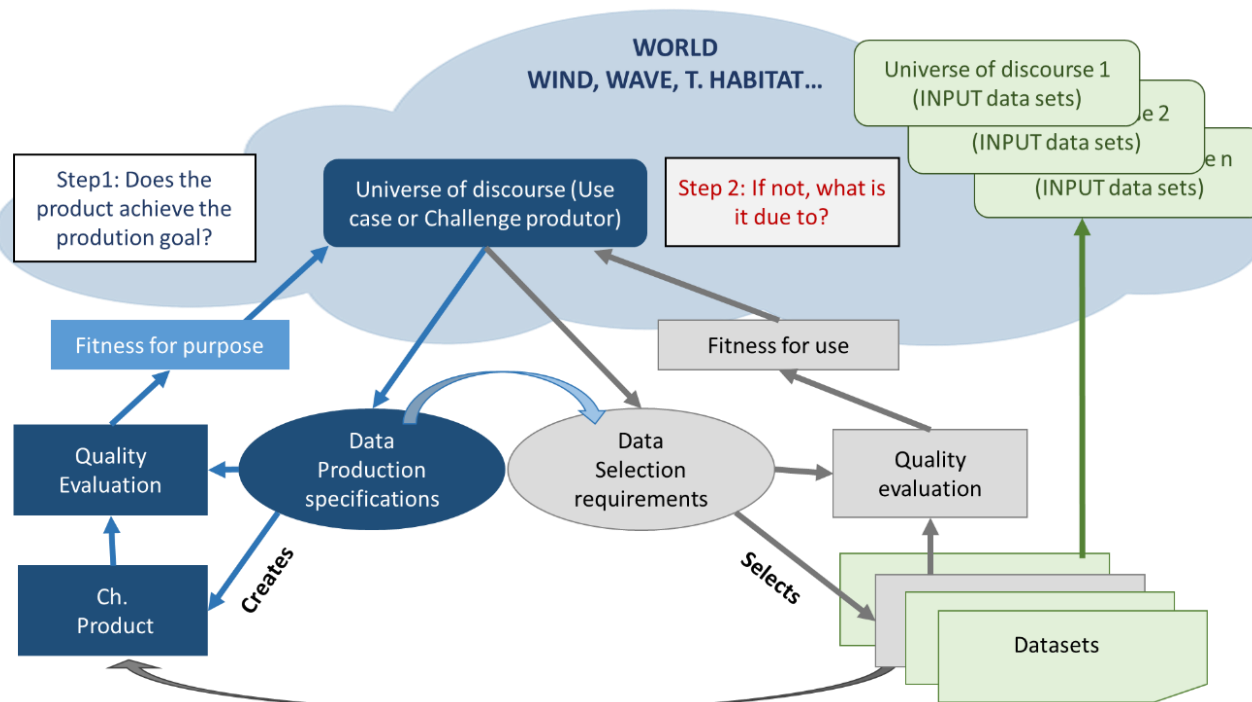 WORLD
WIND, WAVE, T. HABITAT…
Universe of discourse 1
(INPUT data sets)
e 2
(INPUT data sets)
e n
(INPUT data sets)
Step1: Does the
product achieve the
prodution goal?
Universe of discourse (Use
case or Challenge produtor)
Step 2: If not, what is
it due to?
Fitness for purpose
Fitness for use
Quality
Evaluation
Data
Production
specifications
Data
Selection
requirements
Quality
evaluation
Creates
Selects
Ch.
Product
Datasets